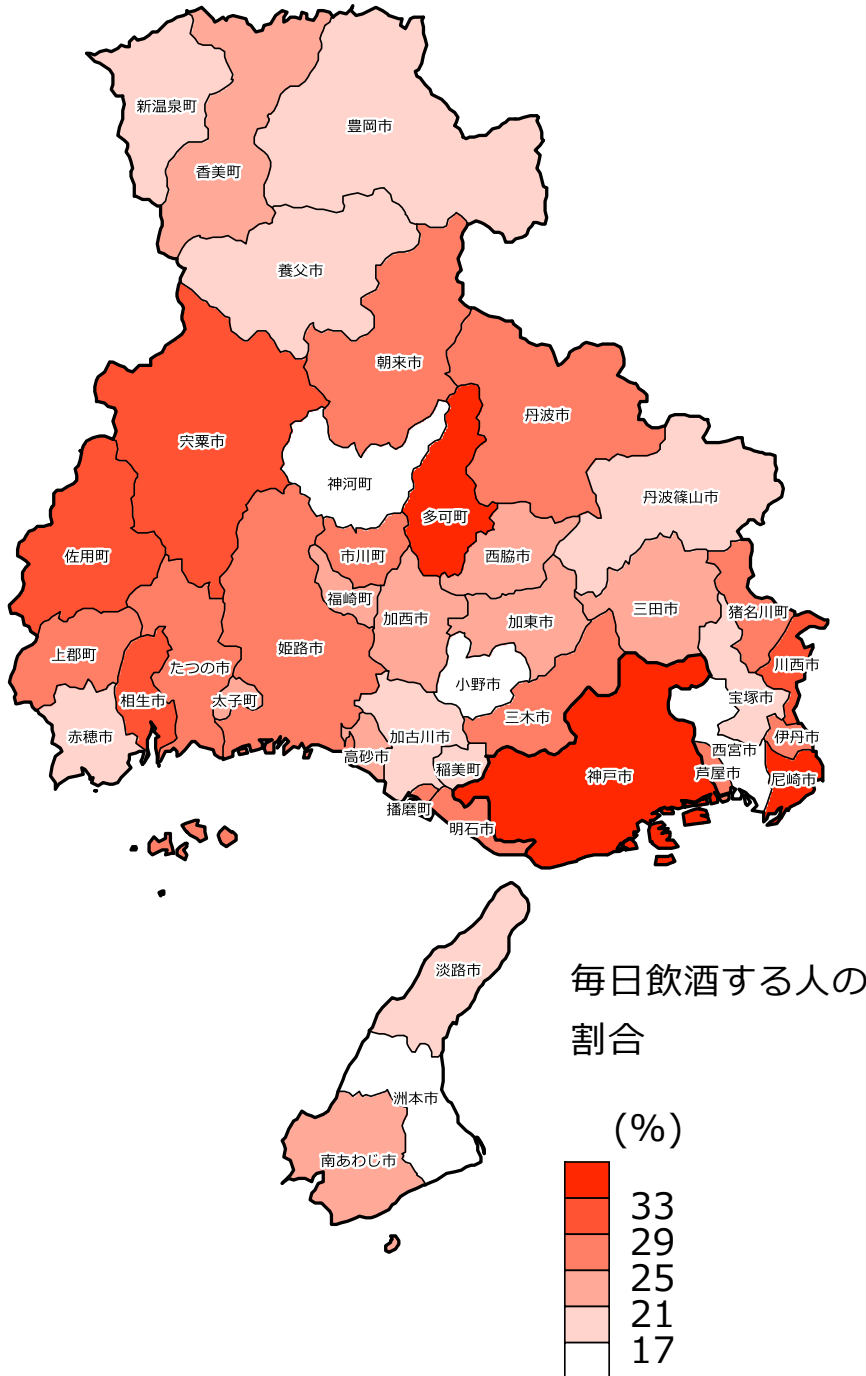 新温泉町
豊岡市
香美町
養父市
朝来市
丹波市
宍粟市
神河町
丹波篠山市
多可町
佐用町
市川町
西脇市
福崎町
加西市
加東市
三田市
猪名川町
上郡町
たつの市
姫路市
川西市
相生市
太子町
小野市
宝塚市
赤穂市
三木市
加古川市
西宮市
伊丹市
高砂市
稲美町
神戸市
芦屋市
尼崎市
播磨町
明石市
淡路市
洲本市
南あわじ市
毎日飲酒する人の
割合
(%)
33
29
25
21
17